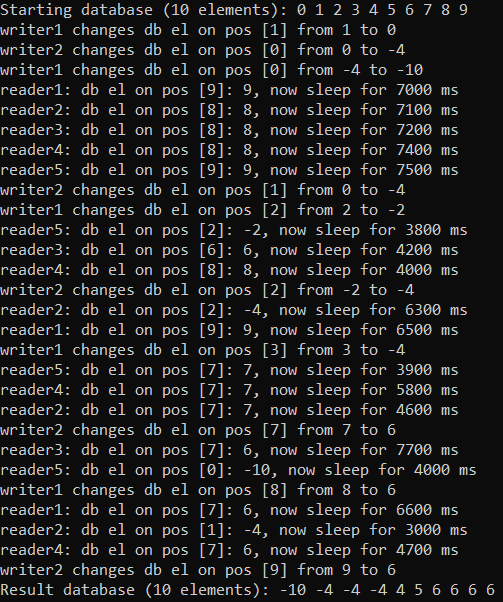 Starting database (10 elements): 0 1 2 3 4 5 6 7 8 9
writer1 changes db el on pos [1] from 1 to 0
writer2 changes db el on pos [0] from 0 to -4
writer1 changes db el on pos [0] from -4 to -10
reader1: db el on pos [9]: 9, now sleep for 7000 ms
reader2: db el on pos [8]: 8, now sleep for 7100 ms
reader3: db el on pos [8]: 8, now sleep for 7200 ms
reader4: db el on pos [8]: 8, now sleep for 7400 ms
reader5: db el on pos [9]: 9, now sleep for 7500 ms
writer2 changes db el on pos [1] from 0 to -4
writer1 changes db el on pos [2] from 2 to -2
reader5: db el on pos [2]: -2, now sleep for 3800 ms
reader3: db el on pos [6]: 6, now sleep for 4200 ms
reader4: db el on pos [8]: 8, now sleep for 4000 ms
writer2 changes db el on pos [2] from -2 to -4
reader2: db el on pos [2]: -4, now sleep for 6300 ms
reader1: db el on pos [9]: 9, now sleep for 6500 ms
writer1 changes db el on pos [3] from 3 to -4
reader5: db el on pos [7]: 7, now sleep for 3900 ms
reader4: db el on pos [7]: 7, now sleep for 5800 ms
reader2: db el on pos [7]: 7, now sleep for 4600 ms
writer2 changes db el on pos [7] from 7 to 6
reader3: db el on pos [7]: 6, now sleep for 7700 ms
reader5: db el on pos [0]: -10, now sleep for 4000 ms
writer1 changes db el on pos [8] from 8 to 6
reader1: db el on pos [7]: 6, now sleep for 6600 ms
reader2: db el on pos [1]: -4, now sleep for 3000 ms
reader4: db el on pos [7]: 6, now sleep for 4700 ms
writer2 changes db el on pos [9] from 9 to 6
Result database (10 elements): -10 -4 -4 -4 4 5 6 6 6 6